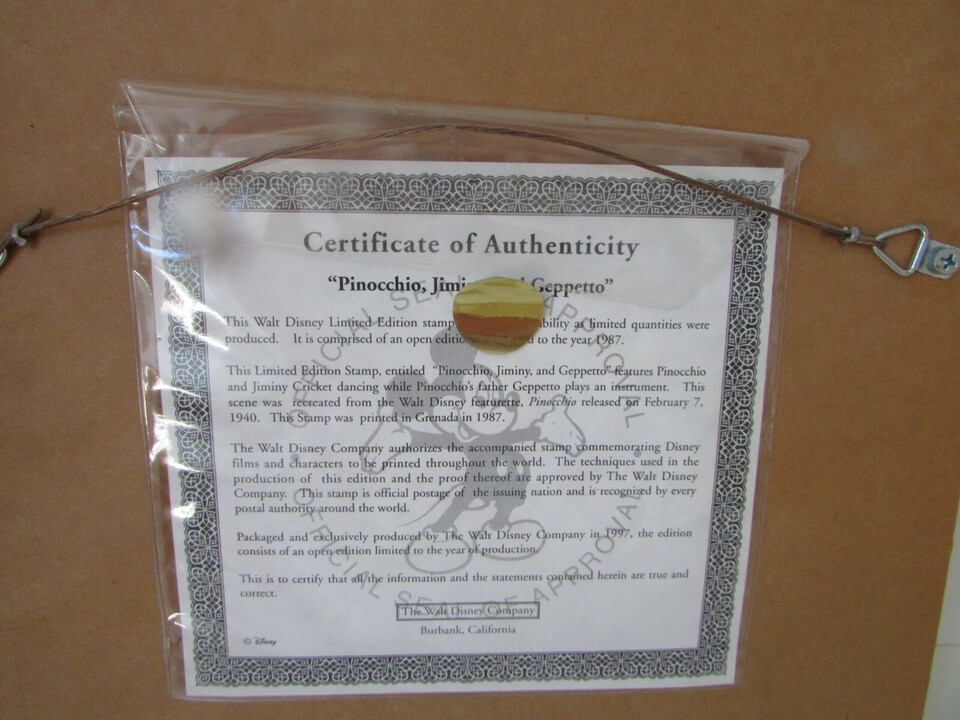 Certificate of Authenticity
"Pinocchio, Jimi Geppetto"
This Walt Disney Limited Edition stamp bility as limited quantities were
produced. It is comprised of an open editio d to the year 1987.
This Limited Edition Stamp, entitled "Pinocchio, Jiminy, and Geppetto" features Pinocchio
and Jiminy Cricket dancing while Pinocchio's father Geppetto plays an instrument. This
scene was recreated from the Walt Disney featurette, Pinocchio released on February 7,
1940. This Stamp was printed in Grenada in 1987.
The Walt Disney Company authorizes the accompanied stamp commemorating Disney
films and characters to be printed throughout the world. The techniques used in the
production of this edition and the proof thereof are approved by The Walt Disney
Company. This stamp is official postage of the issuing nation and is recognized by every
postal authority around the world.
Packaged and exclusively produced by The Walt Disney Company in 1997, the edition
consists of an open edition limited to the year of production.
This is to certify that all the information and the statements contained herein are true and
correct.
The Walt Disney Company
Burbank, California
© Disney
OFFICIAL SEAL OF APPROVAL
OFFICIAL SEAL OF APPROVAL